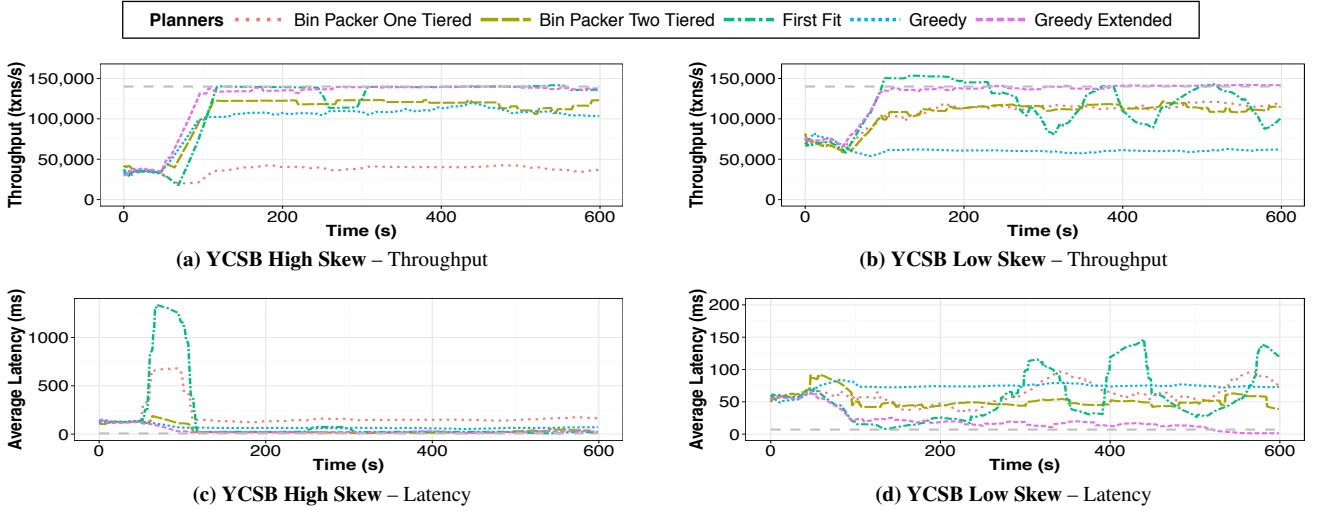 Planners Bin Packer One Tiered Bin Packer Two Tiered First Fit Greedy Greedy Extended
Throughput (txns/s)
150,000
100,000
50,000
0
0 200 400 600
Time (s)
(a) YCSB High Skew – Throughput
Throughput (txns/s)
150,000
100,000
50,000
0
0 200 400 600
Time (s)
(b) YCSB Low Skew – Throughput
Average Latency (ms)
1000
500
0
0 200 400 600
Time (s)
(c) YCSB High Skew – Latency
Average Latency (ms)
200
150
100
50
0
0 200 400 600
Time (s)
(d) YCSB Low Skew – Latency